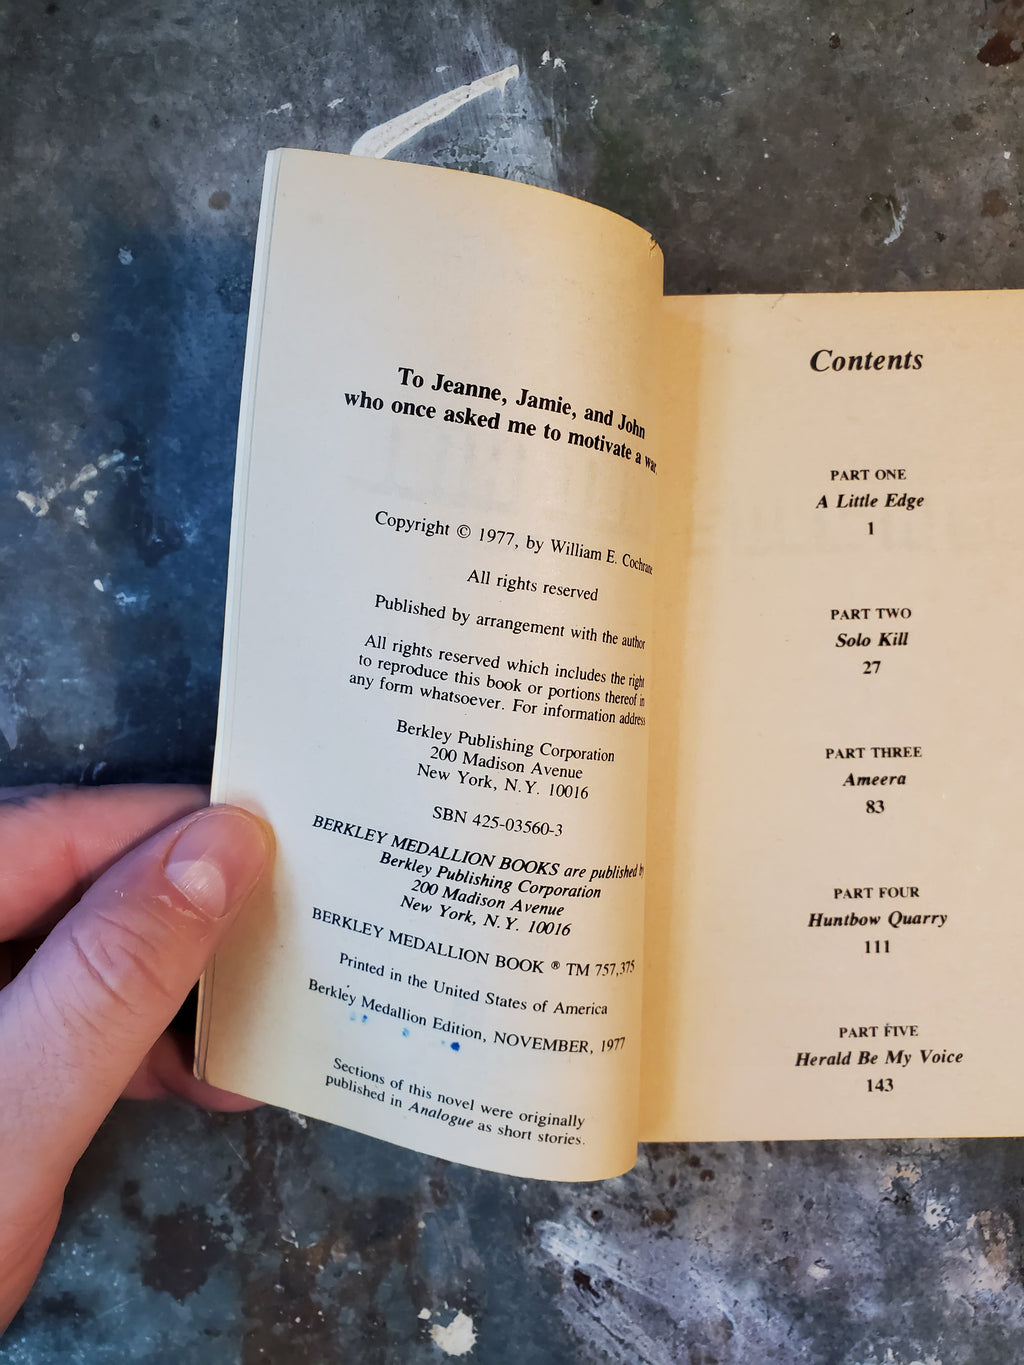 To Jeanne, Jamie, and John
who once asked me to motivate a war.
Copyright © 1977, by William E. Cochrane
All rights reserved
Published by arrangement with the author
All rights reserved which includes the right
to reproduce this book or portions thereof in
any form whatsoever. For information address
Berkley Publishing Corporation
200 Madison Avenue
New York, N.Y. 10016
SBN 425-03560-3
BERKLEY MEDALLION BOOKS are published by
Berkley Publishing Corporation
200 Madison Avenue
New York, N.Y. 10016
BERKLEY MEDALLION BOOK ® TM 757,375
Printed in the United States of America
Berkley Medallion Edition, NOVEMBER, 1977
Sections of this novel were originally
published in Analogue as short stories.
Contents
PART ONE
A Little Edge
1
PART TWO
Solo Kill
27
PART THREE
Ameera
83
PART FOUR
Huntbow Quarry
111
PART FIVE
Herald Be My Voice
143